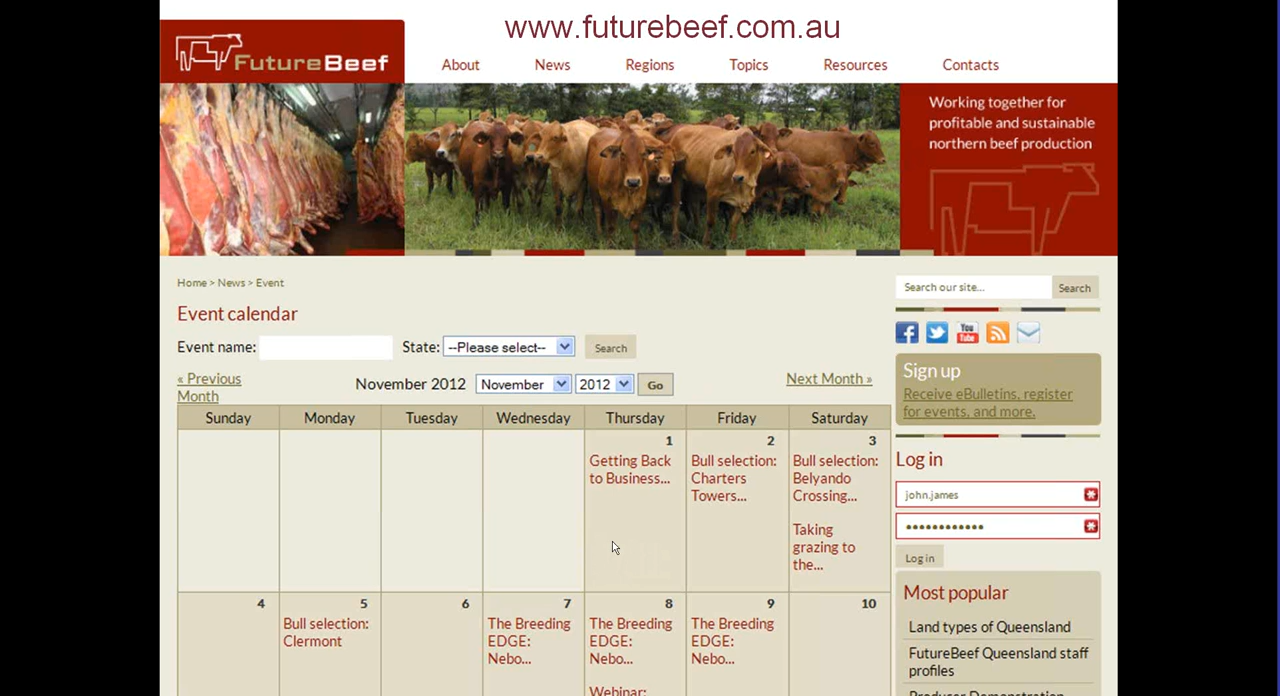 www.futurebeef.com.au
FutureBeef
About News Regions Topics Resources Contacts
Working together for
profitable and sustainable
northern beef production
Home > News > Event
Search our site...
Search
Event calendar
Event name:
State: --Please select--
Search
« Previous
Month
November 2012
November
2012
Go
Next Month »
Sign up
Receive eBulletins, register
for events, and more.
Sunday Monday Tuesday Wednesday Thursday Friday Saturday
1
Getting Back
to Business...
2
Bull selection:
Charters
Towers...
3
Bull selection:
Belyando
Crossing...
Taking
grazing to
the...
4
5
Bull selection:
Clermont
6
7
The Breeding
EDGE:
Nebo...
8
The Breeding
EDGE:
Nebo...
Webinar:
9
The Breeding
EDGE:
Nebo...
10
You
Tube
Log in
john.james
Log in
Most popular
Land types of Queensland
FutureBeef Queensland staff
profiles
Producer Demonstration